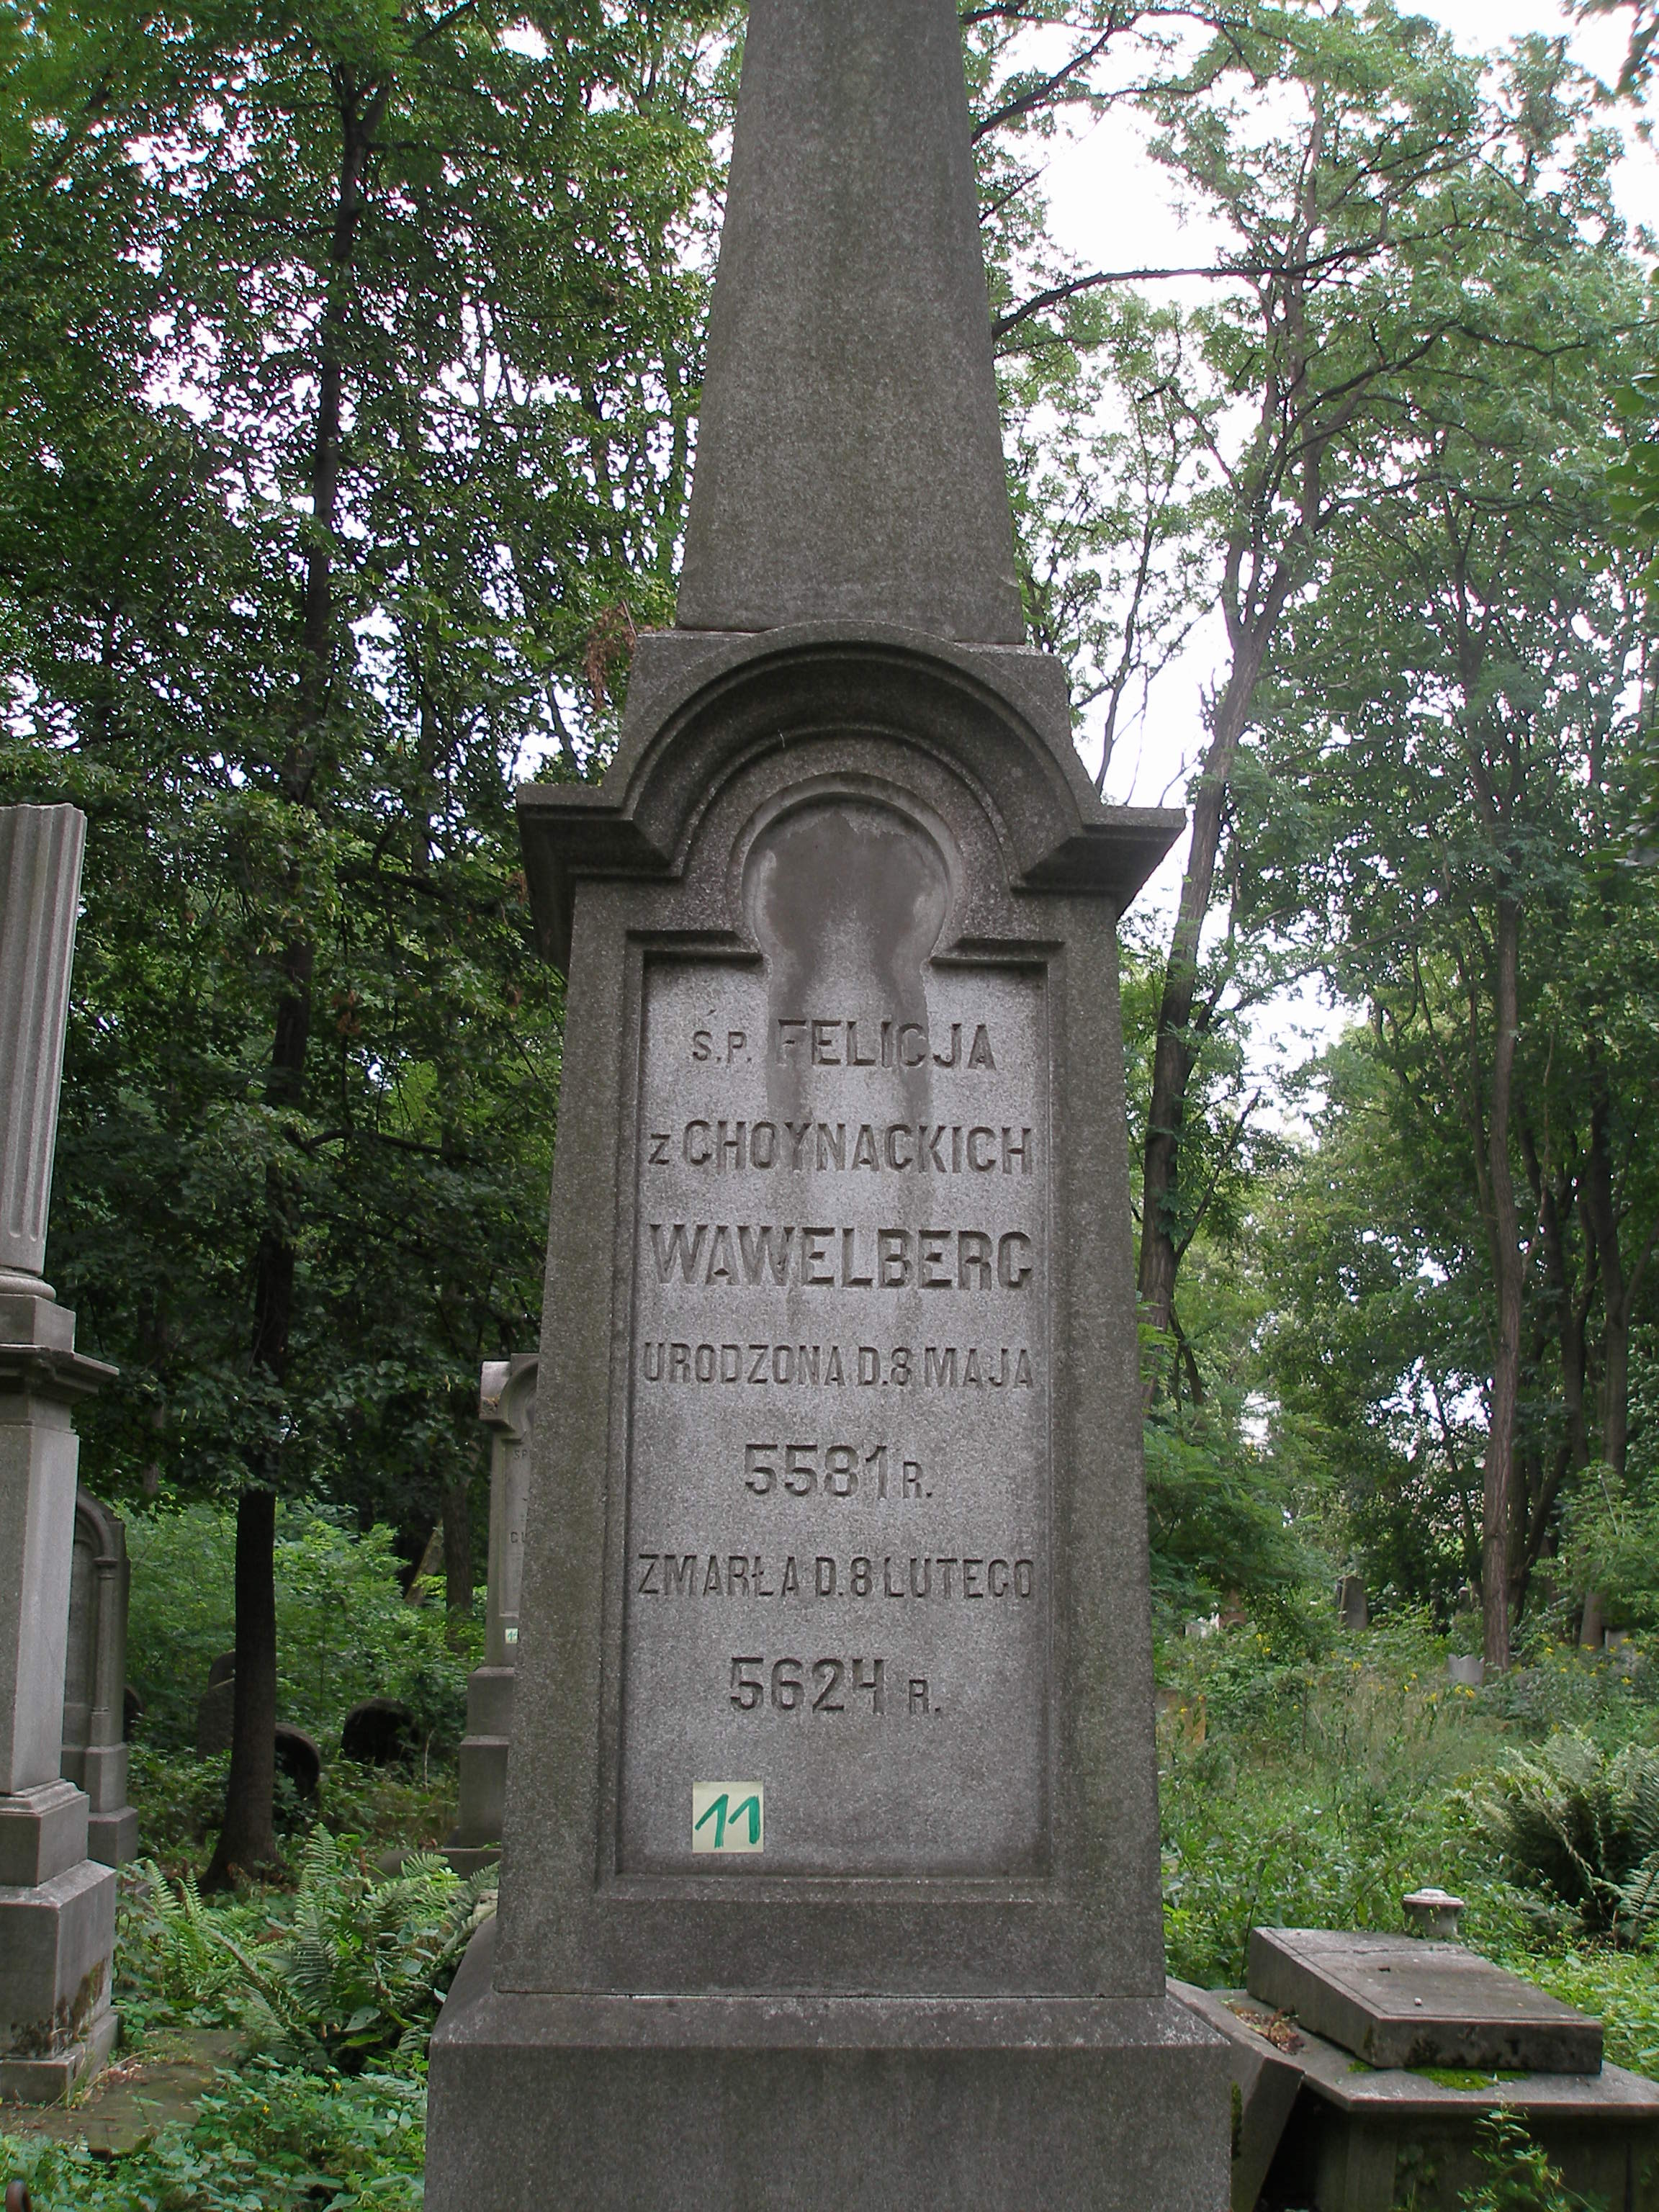 Ś.P. FELICJA
z CHOYNACKICH
WAWELBERG
URODZONA D.8 MAJA
5581 R.
ZMARŁA D.8 LUTEGO
5624 R.
11